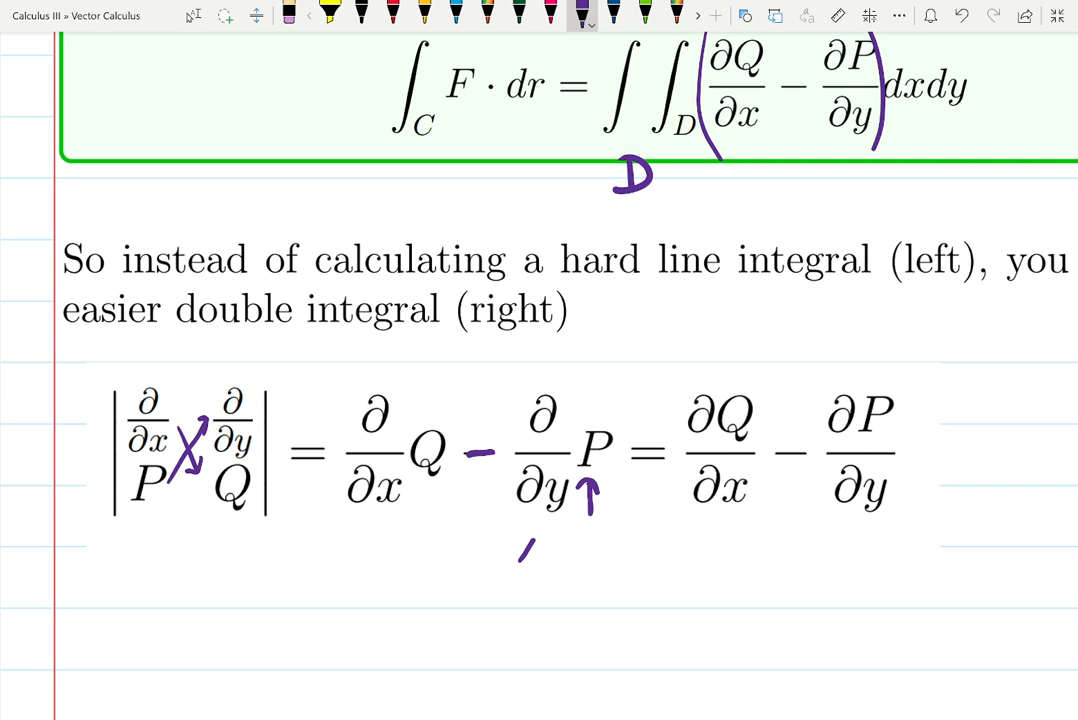 Calculus III » Vector Calculus
∫_C F · dr = ∫ ∫_D (∂Q/∂x − ∂P/∂y) dxdy
D
So instead of calculating a hard line integral (left), you
easier double integral (right)
|∂/∂x ∂/∂y; P Q| = ∂/∂x Q − ∂/∂y P = ∂Q/∂x − ∂P/∂y